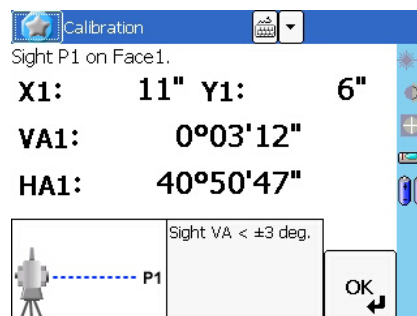 Calibration
Sight P1 on Face1.
X1: 11" Y1: 6"
VA1: 0°03'12"
HA1: 40°50'47"
Sight VA < ±3 deg.
P1
OK